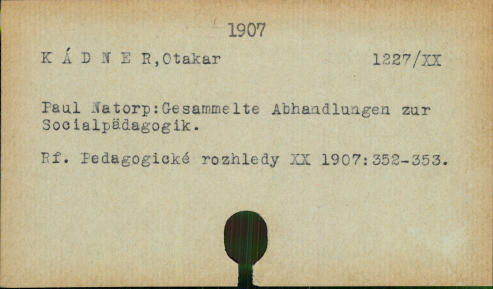 1907
K Á D N E R,Otakar 1227/XX
Paul Natorp:Gesammelte Abhandlungen zur
Socialpädagogik.
Rf. Pedagogické rozhledy XX 1907:352-353.